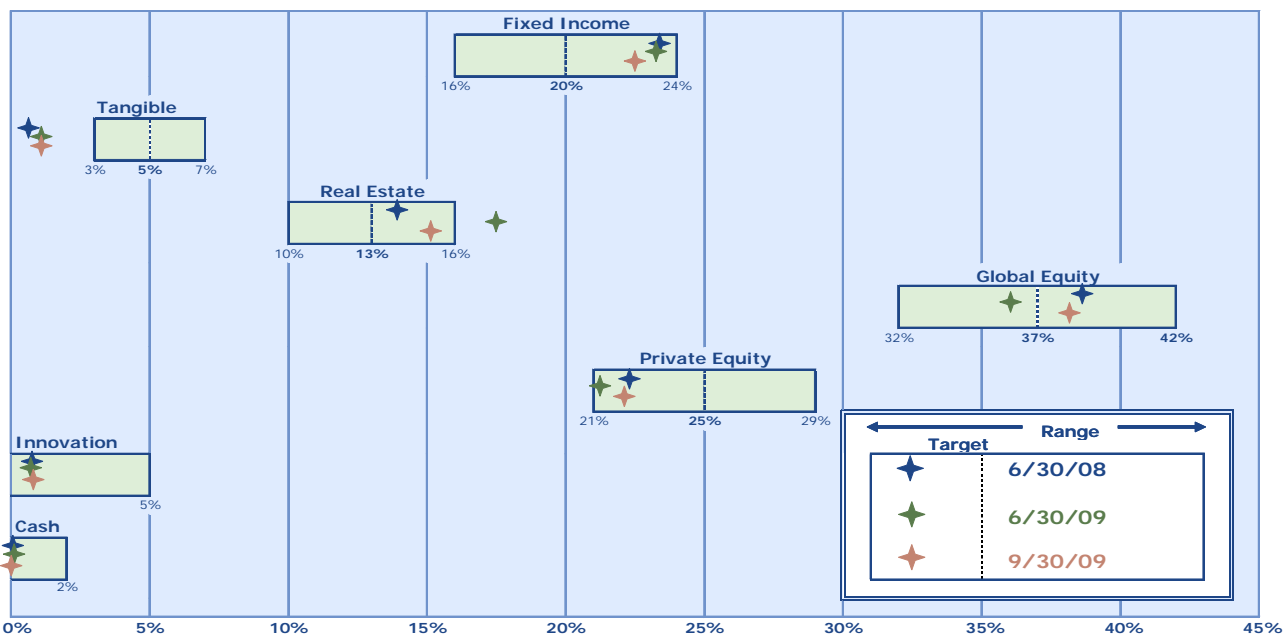 Fixed Income
16% 20% 24%
Tangible
3% 5% 7%
Real Estate
10% 13% 16%
Global Equity
32% 37% 42%
Private Equity
21% 25% 29%
Innovation
5%
Cash
2%
Range
Target
6/30/08
6/30/09
9/30/09
0% 5% 10% 15% 20% 25% 30% 35% 40% 45%